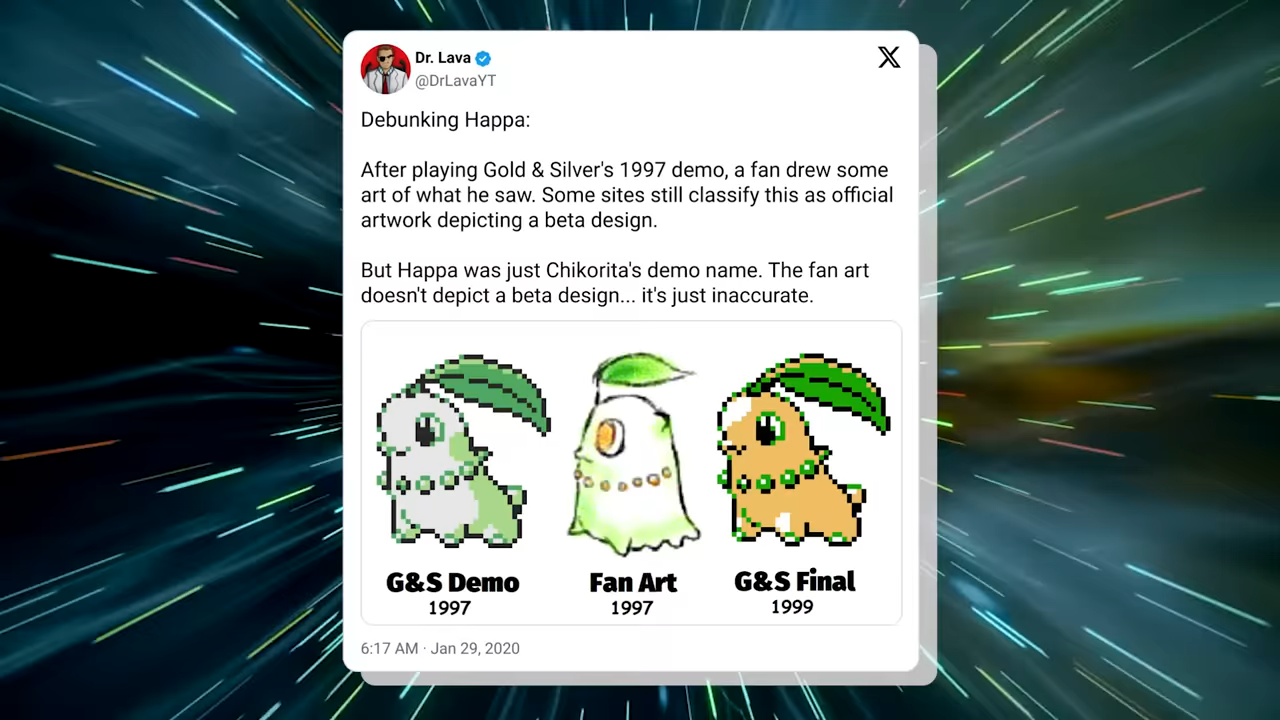 Dr. Lava
@DrLavaYT
Debunking Happa:
After playing Gold & Silver's 1997 demo, a fan drew some
art of what he saw. Some sites still classify this as official
artwork depicting a beta design.
But Happa was just Chikorita's demo name. The fan art
doesn't depict a beta design... it's just inaccurate.
G&S Demo
1997
Fan Art
1997
G&S Final
1999
6:17 AM · Jan 29, 2020